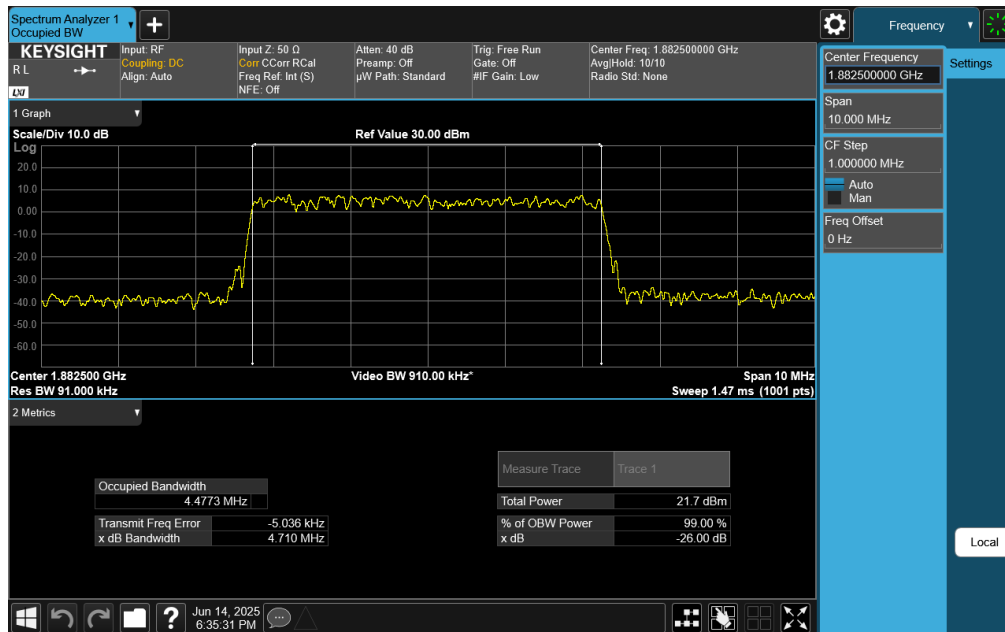 Spectrum Analyzer 1
Occupied BW
Frequency
KEYSIGHT
R L
LXI
Input: RF
Coupling: DC
Align: Auto
Input Z: 50 Ω
Corr CCorr RCal
Freq Ref: Int (S)
NFE: Off
Atten: 40 dB
Preamp: Off
µW Path: Standard
Trig: Free Run
Gate: Off
#IF Gain: Low
Center Freq: 1.882500000 GHz
Avg|Hold: 10/10
Radio Std: None
Center Frequency
1.882500000 GHz
Settings
Span
10.000 MHz
CF Step
1.000000 MHz
Auto
Man
Freq Offset
0 Hz
Local
1 Graph
Scale/Div 10.0 dB
Ref Value 30.00 dBm
Log
20.0
10.0
0.00
-10.0
-20.0
-30.0
-40.0
-50.0
-60.0
Center 1.882500 GHz
Video BW 910.00 kHz*
Span 10 MHz
Res BW 91.000 kHz
Sweep 1.47 ms (1001 pts)
2 Metrics
Measure Trace Trace 1
Occupied Bandwidth
4.4773 MHz
Total Power 21.7 dBm
Transmit Freq Error -5.036 kHz
% of OBW Power 99.00 %
x dB Bandwidth 4.710 MHz
x dB -26.00 dB
Jun 14, 2025
6:35:31 PM